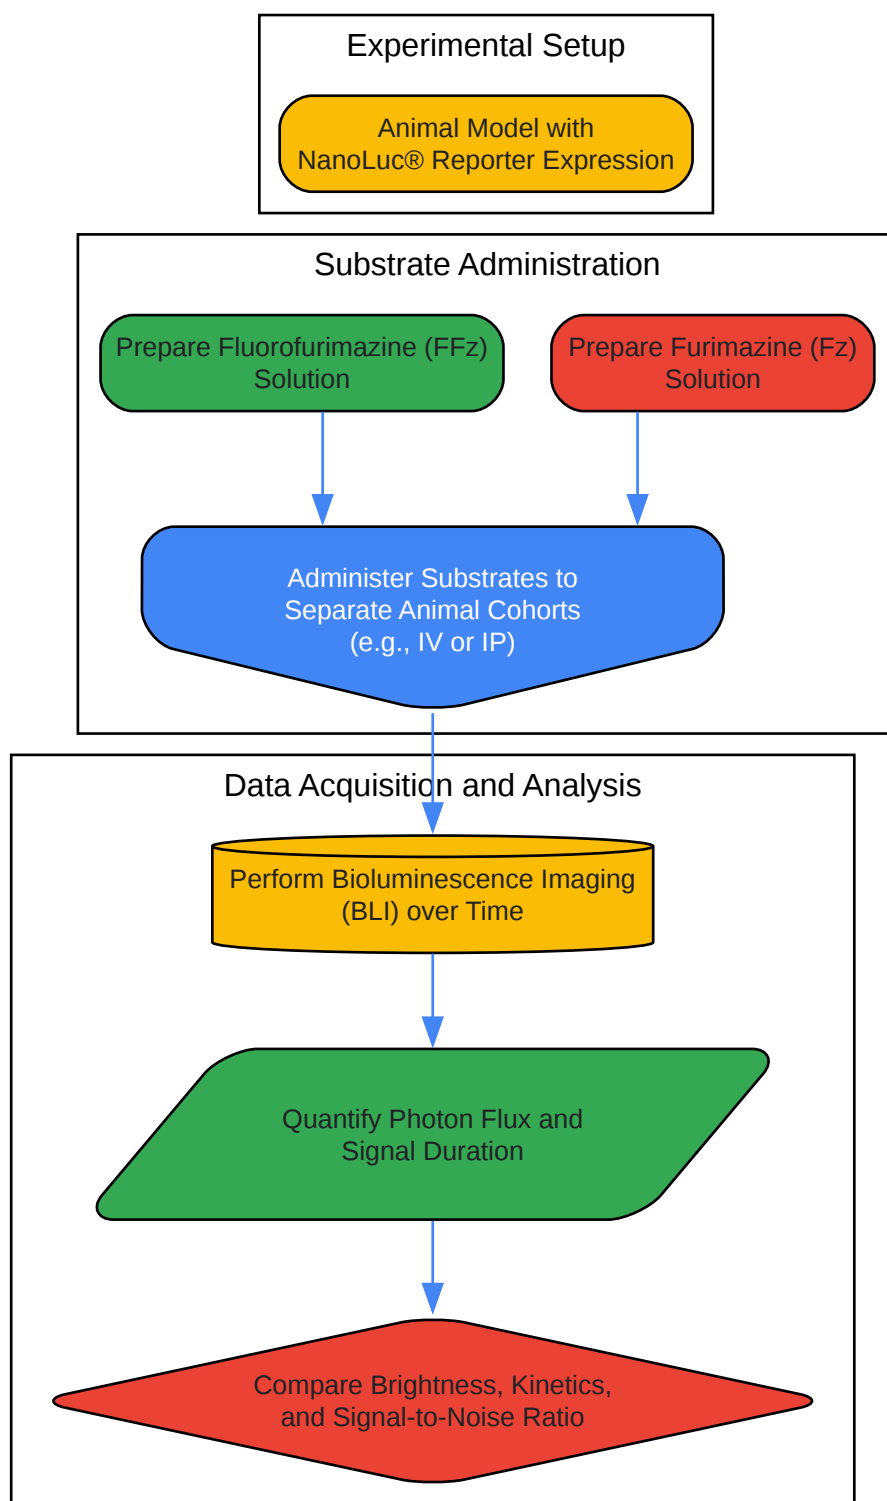 Experimental Setup
Animal Model with
NanoLuc® Reporter Expression
Substrate Administration
Prepare Fluorofurimazine (FFz)
Solution
Prepare Furimazine (Fz)
Solution
Administer Substrates to
Separate Animal Cohorts
(e.g., IV or IP)
Data Acquisition and Analysis
Perform Bioluminescence Imaging
(BLI) over Time
Quantify Photon Flux and
Signal Duration
Compare Brightness, Kinetics,
and Signal-to-Noise Ratio